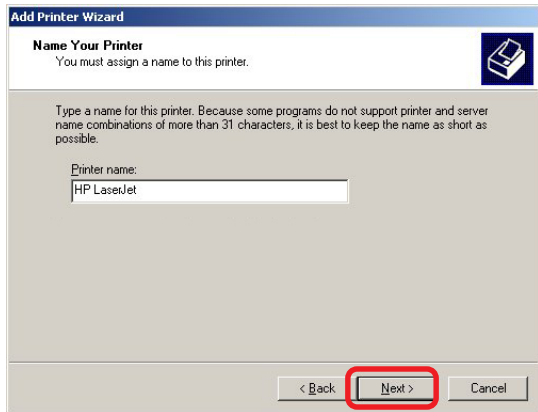 Add Printer Wizard
Name Your Printer
You must assign a name to this printer.
Type a name for this printer. Because some programs do not support printer and server
name combinations of more than 31 characters, it is best to keep the name as short as
possible.
Printer name:
HP LaserJet
< Back
Next >
Cancel